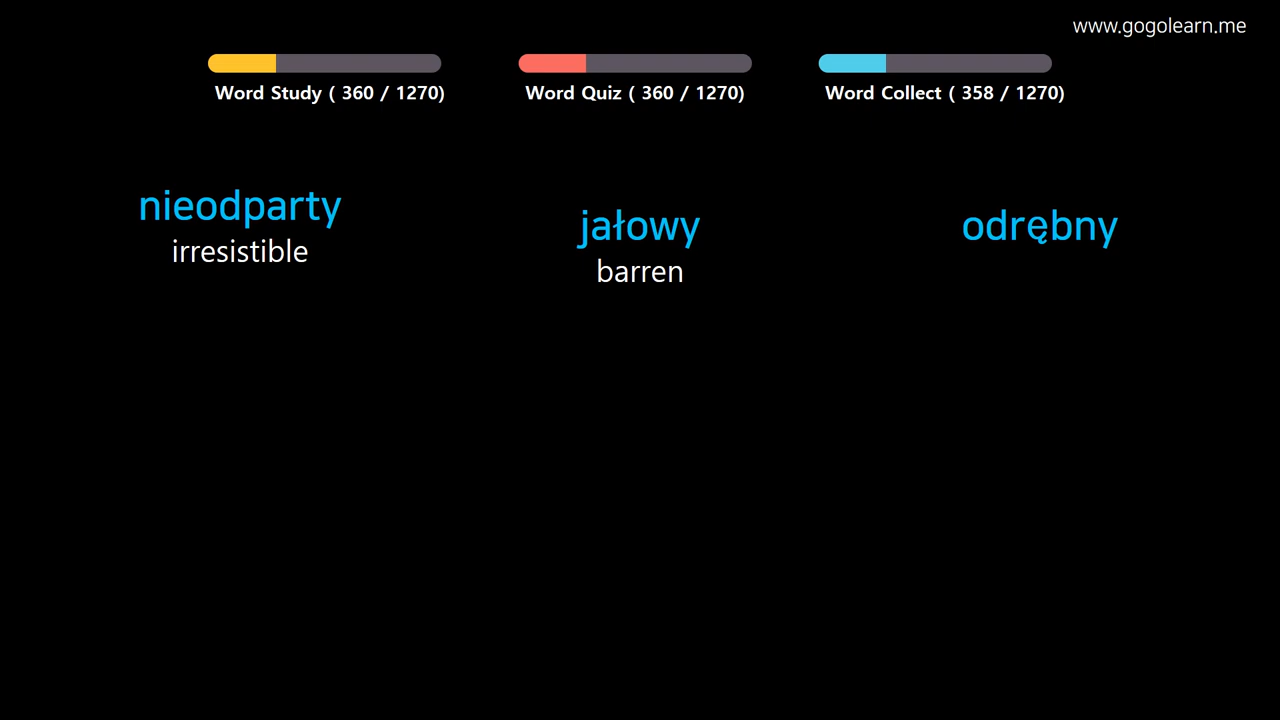 www.gogolearn.me
Word Study ( 360 / 1270)
Word Quiz ( 360 / 1270)
Word Collect ( 358 / 1270)
nieodparty
irresistible
jałowy
barren
odrębny